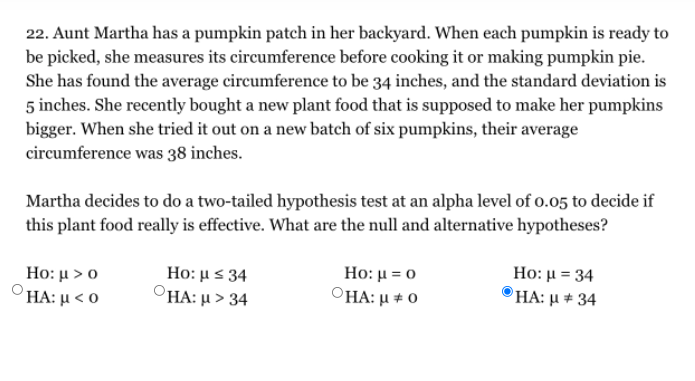 22. Aunt Martha has a pumpkin patch in her backyard. When each pumpkin is ready to
be picked, she measures its circumference before cooking it or making pumpkin pie.
She has found the average circumference to be 34 inches, and the standard deviation is
5 inches. She recently bought a new plant food that is supposed to make her pumpkins
bigger. When she tried it out on a new batch of six pumpkins, their average
circumference was 38 inches.
Martha decides to do a two-tailed hypothesis test at an alpha level of 0.05 to decide if
this plant food really is effective. What are the null and alternative hypotheses?
Ho: µ > 0
HA: µ < 0
Ho: µ ≤ 34
HA: µ > 34
Ho: µ = 0
HA: µ ≠ 0
Ho: µ = 34
HA: µ ≠ 34